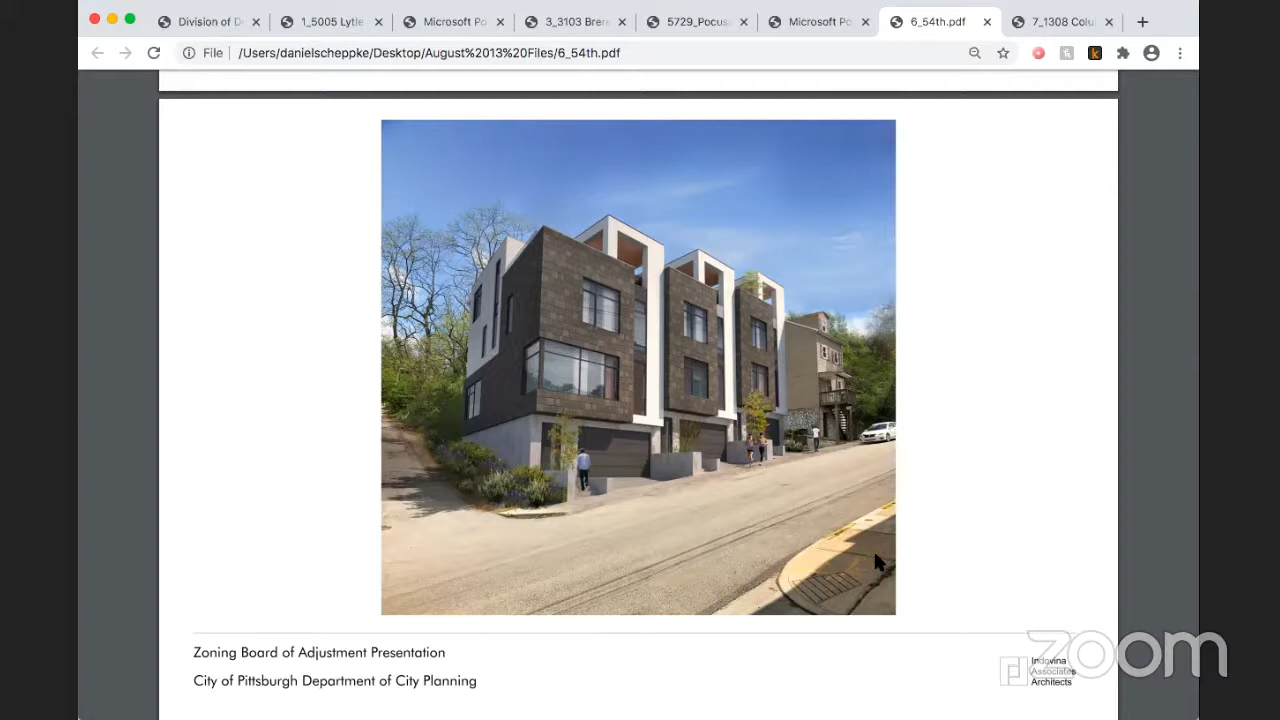 Division of D
1_5005 Lytle
Microsoft Po
3_3103 Brere
5729_Pocus
Microsoft Po
6_54th.pdf
7_1308 Colu
File
/Users/danielscheppke/Desktop/August%2013%20Files/6_54th.pdf
Zoning Board of Adjustment Presentation
City of Pittsburgh Department of City Planning
Indovina
Associates
Architects
zoom